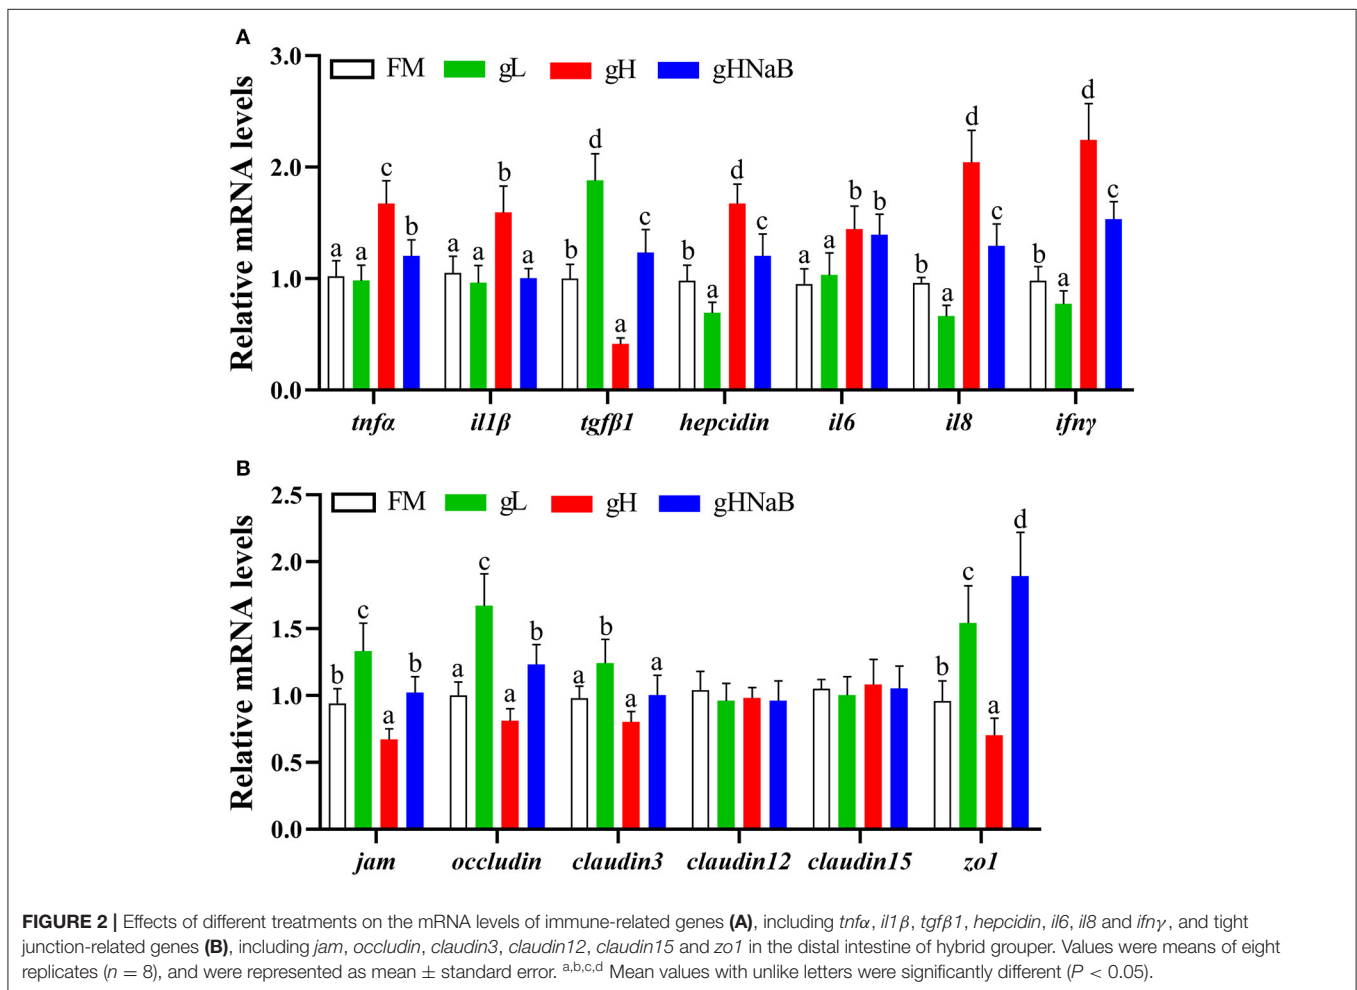 A
3.0
FM gL gH gHNaB
d
d
d
c
b
d
c
2.0
b b
c
c
c
b
a a
a a
a
b
b
a a
b
b
a
a
a
a
1.0
0.0
Relative mRNA levels
tnfα il1β tgfβ1 hepcidin il6 il8 ifnγ
B
2.5
FM gL gH gHNaB
d
c
c
2.0
c
b
b
b
a
a
a
a
b
a
a
b
a
1.5
1.0
0.5
0.0
Relative mRNA levels
jam occludin claudin3 claudin12 claudin15 zo1
FIGURE 2 | Effects of different treatments on the mRNA levels of immune-related genes (A), including tnfα, il1β, tgfβ1, hepcidin, il6, il8 and ifnγ, and tight
junction-related genes (B), including jam, occludin, claudin3, claudin12, claudin15 and zo1 in the distal intestine of hybrid grouper. Values were means of eight
replicates (n = 8), and were represented as mean ± standard error. a,b,c,d Mean values with unlike letters were significantly different (P < 0.05).